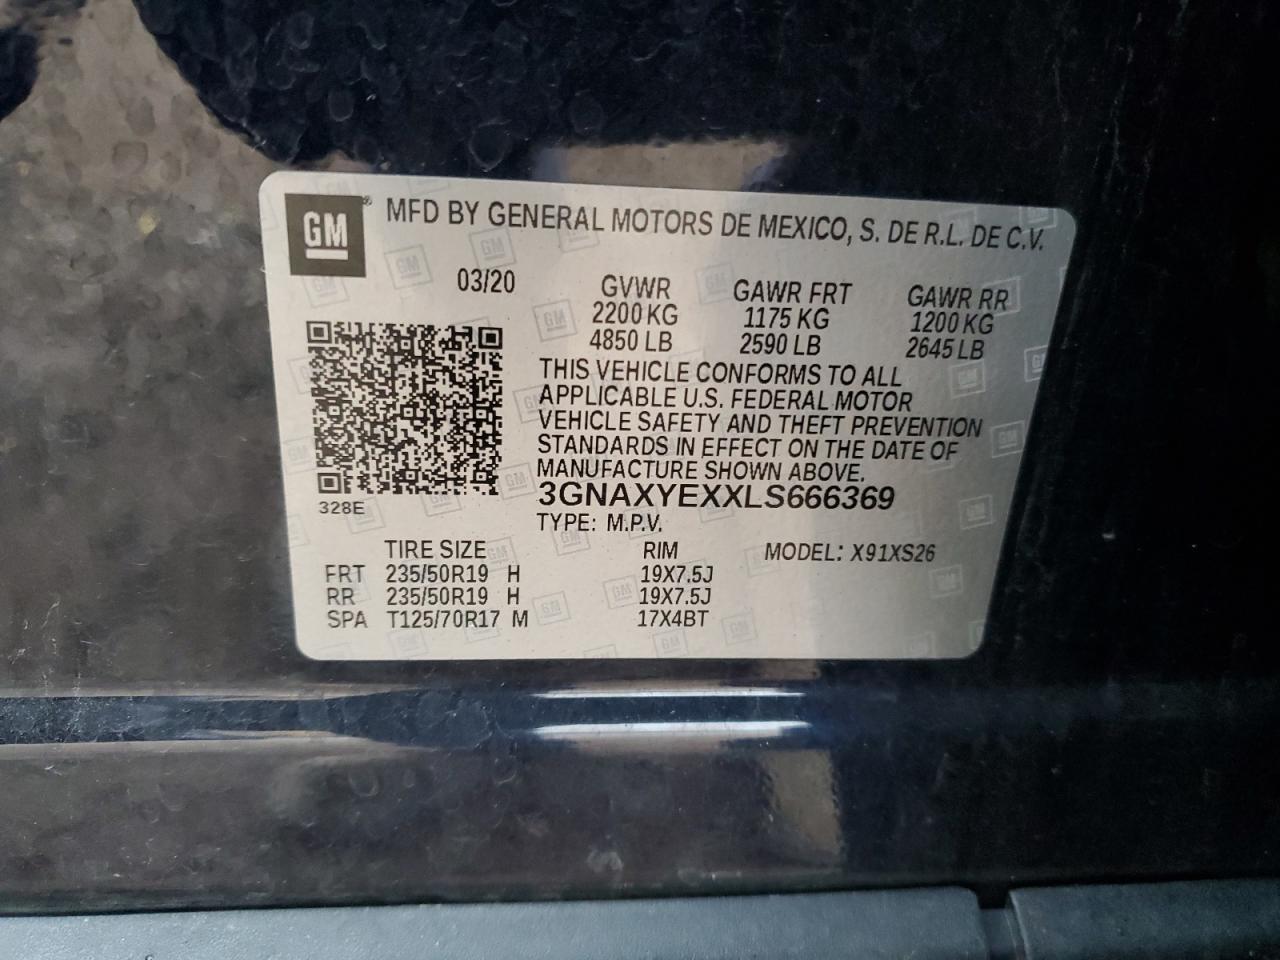 GM® MFD BY GENERAL MOTORS DE MEXICO, S. DE R.L. DE C.V.
03/20 GVWR GAWR FRT GAWR RR
2200 KG 1175 KG 1200 KG
4850 LB 2590 LB 2645 LB
THIS VEHICLE CONFORMS TO ALL
APPLICABLE U.S. FEDERAL MOTOR
VEHICLE SAFETY AND THEFT PREVENTION
STANDARDS IN EFFECT ON THE DATE OF
MANUFACTURE SHOWN ABOVE.
3GNAXYEXXLS666369
328E
TYPE: M.P.V.
TIRE SIZE RIM MODEL: X91XS26
FRT 235/50R19 H 19X7.5J
RR 235/50R19 H 19X7.5J
SPA T125/70R17 M 17X4BT